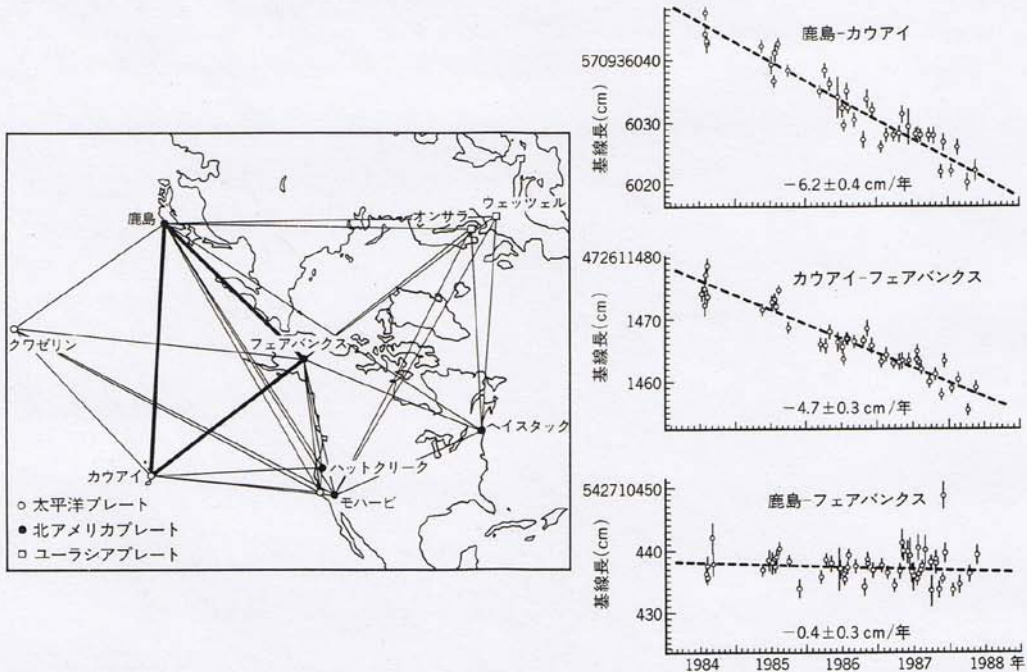 鹿島
オンサラ
ウェッツェル
クワゼリン
フェアバンクス
ヘイスタック
ハットクリーク
カウアイ
モハービ
○ 太平洋プレート
● 北アメリカプレート
□ ユーラシアプレート
鹿島-カウアイ
基線長(cm)
570936040
6030
6020
−6.2±0.4 cm/年
カウアイ-フェアバンクス
基線長(cm)
472611480
1470
1460
−4.7±0.3 cm/年
鹿島-フェアバンクス
基線長(cm)
542710450
440
430
−0.4±0.3 cm/年
1984 1985 1986 1987 1988 年